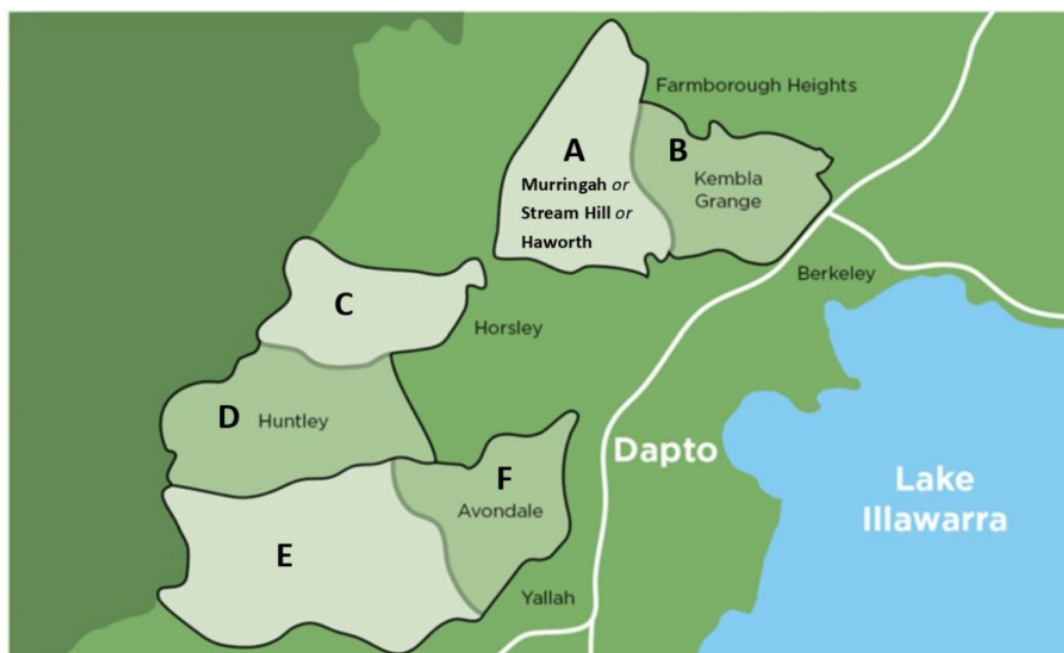 Farmborough Heights
A
Murringah or
Stream Hill or
Haworth
B
Kembla
Grange
Berkeley
C
Horsley
D
Huntley
Dapto
F
Avondale
Lake
Illawarra
E
Yallah